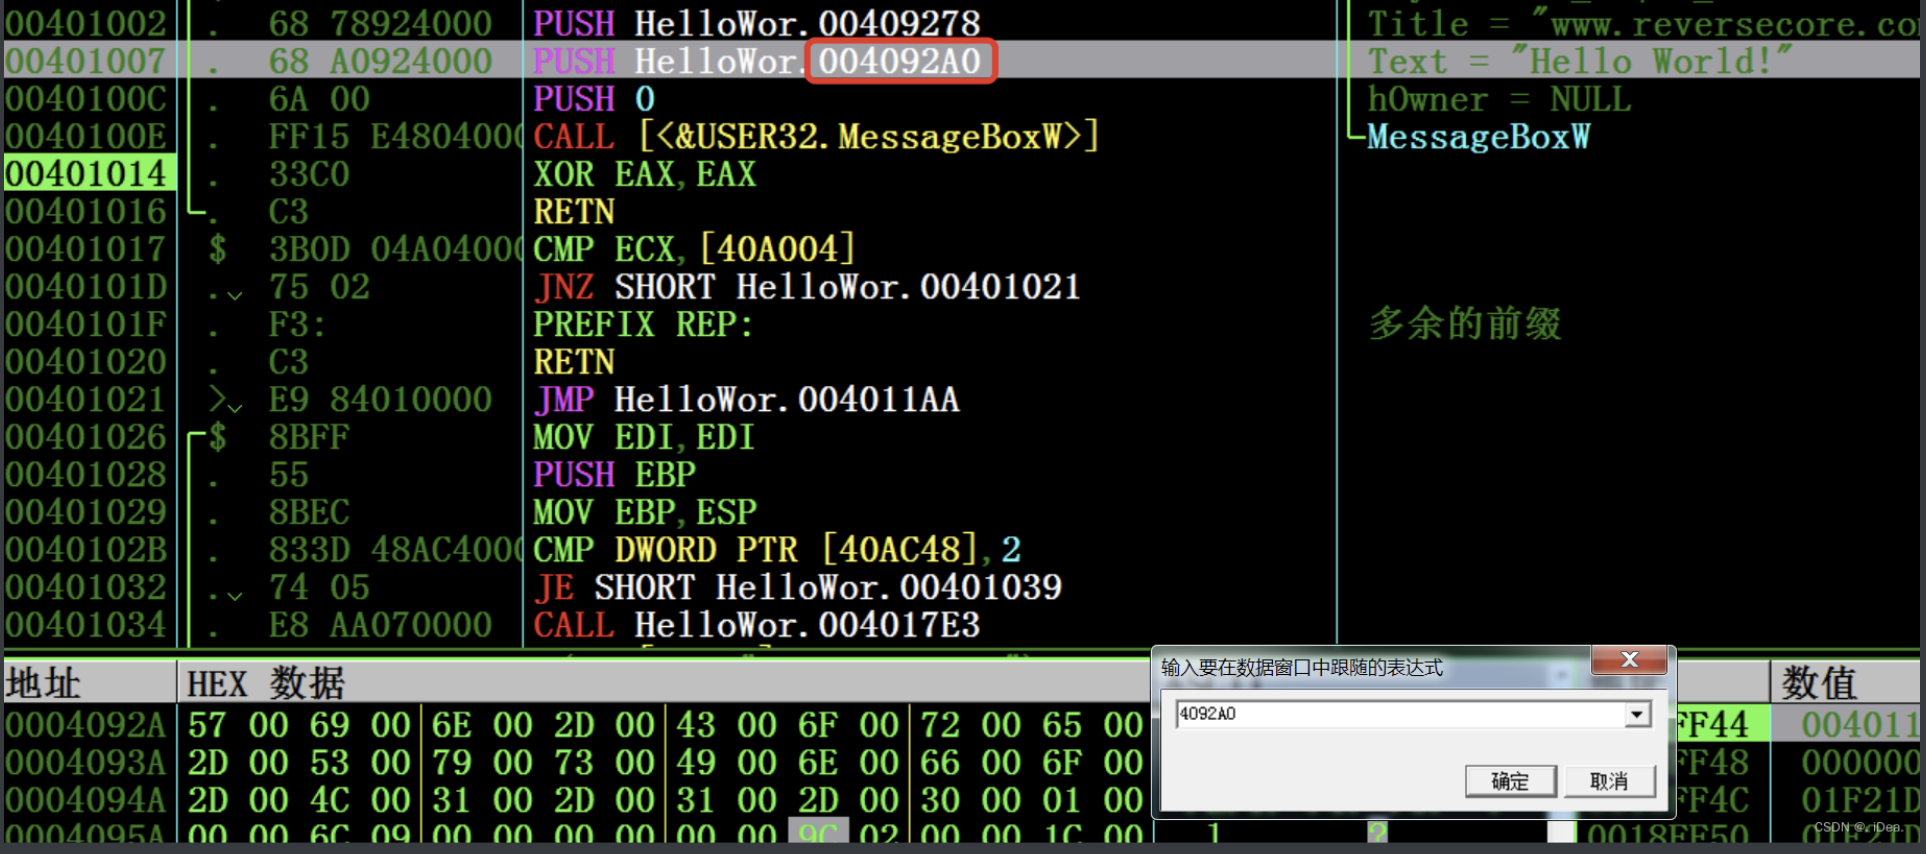 00401002 . 68 78924000 PUSH HelloWor.00409278 Title = "www.reversecore.co
00401007 . 68 A0924000 PUSH HelloWor.004092A0 Text = "Hello World!"
0040100C . 6A 00 PUSH 0 hOwner = NULL
0040100E . FF15 E4804000 CALL [<&USER32.MessageBoxW>] MessageBoxW
00401014 . 33C0 XOR EAX,EAX
00401016 . C3 RETN
00401017 $ 3B0D 04A04000 CMP ECX,[40A004]
0040101D . 75 02 JNZ SHORT HelloWor.00401021
0040101F . F3: PREFIX REP: 多余的前缀
00401020 . C3 RETN
00401021 > E9 84010000 JMP HelloWor.004011AA
00401026 $ 8BFF MOV EDI,EDI
00401028 . 55 PUSH EBP
00401029 . 8BEC MOV EBP,ESP
0040102B . 833D 48AC4000 CMP DWORD PTR [40AC48],2
00401032 . 74 05 JE SHORT HelloWor.00401039
00401034 . E8 AA070000 CALL HelloWor.004017E3
地址 HEX 数据 数值
0004092A 57 00 69 00 6E 00 2D 00 43 00 6F 00 72 00 65 00 FF44 004011
0004093A 2D 00 53 00 79 00 73 00 49 00 6E 00 66 00 6F 00 FF48 000000
0004094A 2D 00 4C 00 31 00 2D 00 31 00 2D 00 30 00 01 00 FF4C 01F21D
0004095A 00 00 6C 09 00 00 00 00 00 00 9C 02 00 00 1C 00 0018FF50
输入要在数据窗口中跟随的表达式
X
4092A0
确定 取消
CSDN @. iDea.